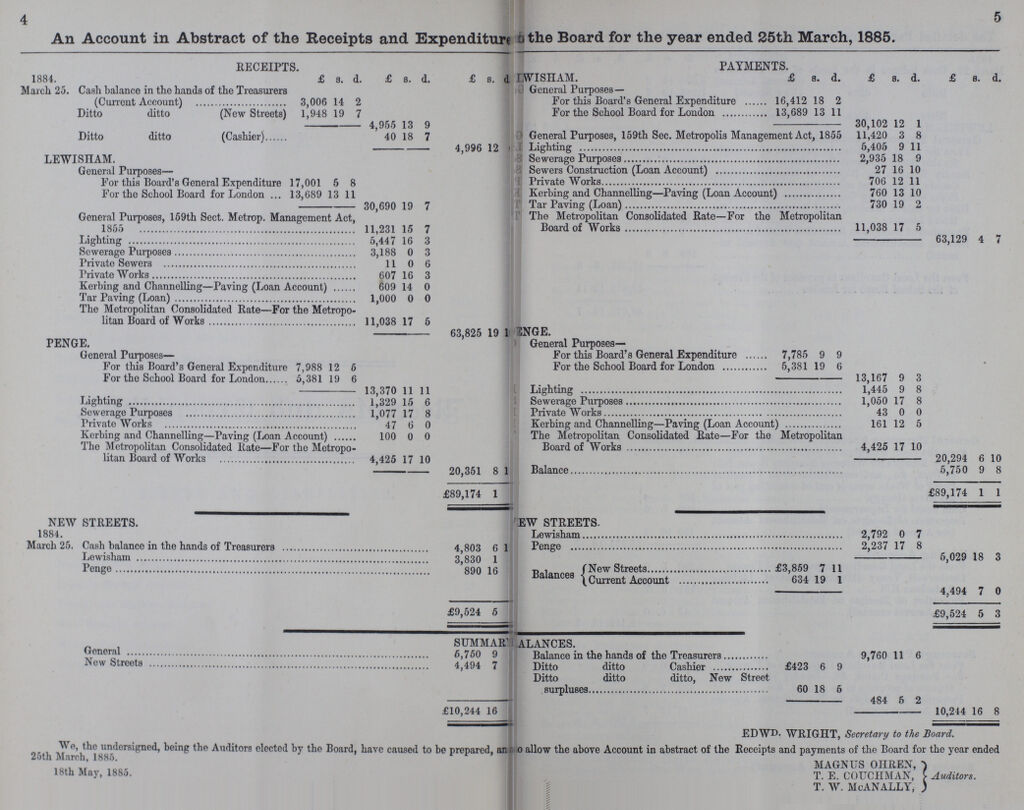 4
An Account in Abstract of the Receipts and Expenditure
RECEIPTS.
1884. £ s. d. £ s. d. £ s. d
March 25. Cash balance in the hands of the Treasurers
(Current Account) ........................ 3,006 14 2
Ditto ditto (New Streets) 1,948 19 7
4,955 13 9
Ditto ditto (Cashier)...... 40 18 7
4,996 12
LEWISHAM.
General Purposes—
For this Board's General Expenditure 17,001 5 8
For the School Board for London ... 13,689 13 11
30,690 19 7
General Purposes, 159th Sect. Metrop. Management Act,
1855 ........................ 11,231 15 7
Lighting ........................ 5,447 16 3
Sewerage Purposes ........................ 3,188 0 3
Private Sewers ........................ 11 0 6
Private Works ........................ 607 16 3
Kerbing and Channelling—Paving (Loan Account) ...... 609 14 0
Tar Paving (Loan) ........................ 1,000 0 0
The Metropolitan Consolidated Rate—For the Metropo-
litan Board of Works ........................ 11,038 17 5
63,825 19 1
PENGE.
General Purposes—
For this Board's General Expenditure 7,988 12 5
For the School Board for London...... 5,381 19 6
13,370 11 11
Lighting ........................ 1,329 15 6
Sewerage Purposes ........................ 1,077 17 8
Private Works ........................ 47 6 0
Kerbing and Channelling—Paving (Loan Account) ...... 100 0 0
The Metropolitan Consolidated Rate—For the Metropo-
litan Board of Works ........................ 4,425 17 10
20,351 8 1
£89,174 1
NEW STREETS.
1884.
March 25. Cash balance in the hands of Treasurers ........................ 4,803 6 1
Lewisham ........................ 3,830 1
Penge ........................ 890 16
£9,524 5
SUMMAR
General ........................ 5,750 9
New Streets ........................ 4,494 7
£10,244 16
We, the undersigned, being the Auditors elected by the Board, have caused to be prepared, an
25th March, 1885.
18th May, 1885.
5
the Board for the year ended 25th March, 1885.
PAYMENTS.
EWISHAM. £ s. d. £ s. d. £ s. d.
General Purposes—
For this Board's General Expenditure ...... 16,412 18 2
For the School Board for London ............ 13,689 13 11
30,102 12 1
General Purposes, 159th Sec. Metropolis Management Act, 1855 11,420 3 8
Lighting ........................ 5,405 9 11
Sewerage Purposes ........................ 2,935 18 9
Sewers Construction (Loan Account) ........................ 27 16 10
Private Works ........................ 706 12 11
Kerbing and Channelling—Paving (Loan Account) ............ 760 13 10
Tar Paving (Loan) ........................ 730 19 2
The Metropolitan Consolidated Rate—For the Metropolitan
Board of Works ........................ 11,038 17 5
63,129 4 7
ENGE.
General Purposes—
For this Board's General Expenditure ...... 7,785 9 9
For the School Board for London ............ 5,381 19 6
13,167 9 3
Lighting ........................ 1,445 9 8
Sewerage Purposes ........................ 1,050 17 8
Private Works ........................ 43 0 0
Kerbing and Channelling—Paving (Loan Account) ............ 161 12 5
The Metropolitan Consolidated Rate—For the Metropolitan
Board of Works ........................ 4,425 17 10
20,294 6 10
Balance ........................ 5,750 9 8
£89,174 1 1
EW STREETS.
Lewisham ........................ 2,792 0 7
Penge ........................ 2,237 17 8
5,029 18 3
Balances { New Streets ........................ £3,859 7 11
Current Account ........................ 634 19 1
4,494 7 0
£9,524 5 3
ALANCES.
Balance in the hands of the Treasurers ............ 9,760 11 6
Ditto ditto Cashier ............ £423 6 9
Ditto ditto ditto, New Street
surpluses ........................ 60 18 5
484 5 2
10,244 16 8
EDWD. WRIGHT, Secretary to the Board.
o allow the above Account in abstract of the Receipts and payments of the Board for the year ended
MAGNUS OHREN,
T. E. COUCHMAN, } Auditors.
T. W. McANALLY,